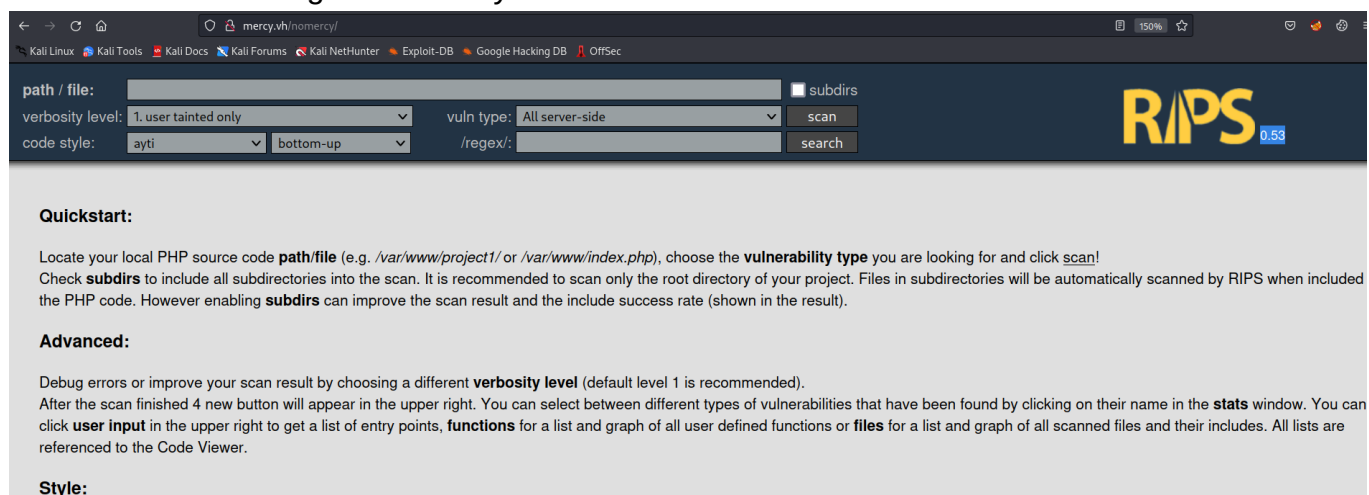 mercy.vh/nomercy/ 150%
Kali Linux Kali Tools Kali Docs Kali Forums Kali NetHunter Exploit-DB Google Hacking DB OffSec
path / file: subdirs
verbosity level: 1. user tainted only vuln type: All server-side scan
code style: ayti bottom-up /regex/: search
RIPS 0.53
Quickstart:
Locate your local PHP source code path/file (e.g. /var/www/project1/ or /var/www/index.php), choose the vulnerability type you are looking for and click scan!
Check subdirs to include all subdirectories into the scan. It is recommended to scan only the root directory of your project. Files in subdirectories will be automatically scanned by RIPS when included
the PHP code. However enabling subdirs can improve the scan result and the include success rate (shown in the result).
Advanced:
Debug errors or improve your scan result by choosing a different verbosity level (default level 1 is recommended).
After the scan finished 4 new button will appear in the upper right. You can select between different types of vulnerabilities that have been found by clicking on their name in the stats window. You can
click user input in the upper right to get a list of entry points, functions for a list and graph of all user defined functions or files for a list and graph of all scanned files and their includes. All lists are
referenced to the Code Viewer.
Style: